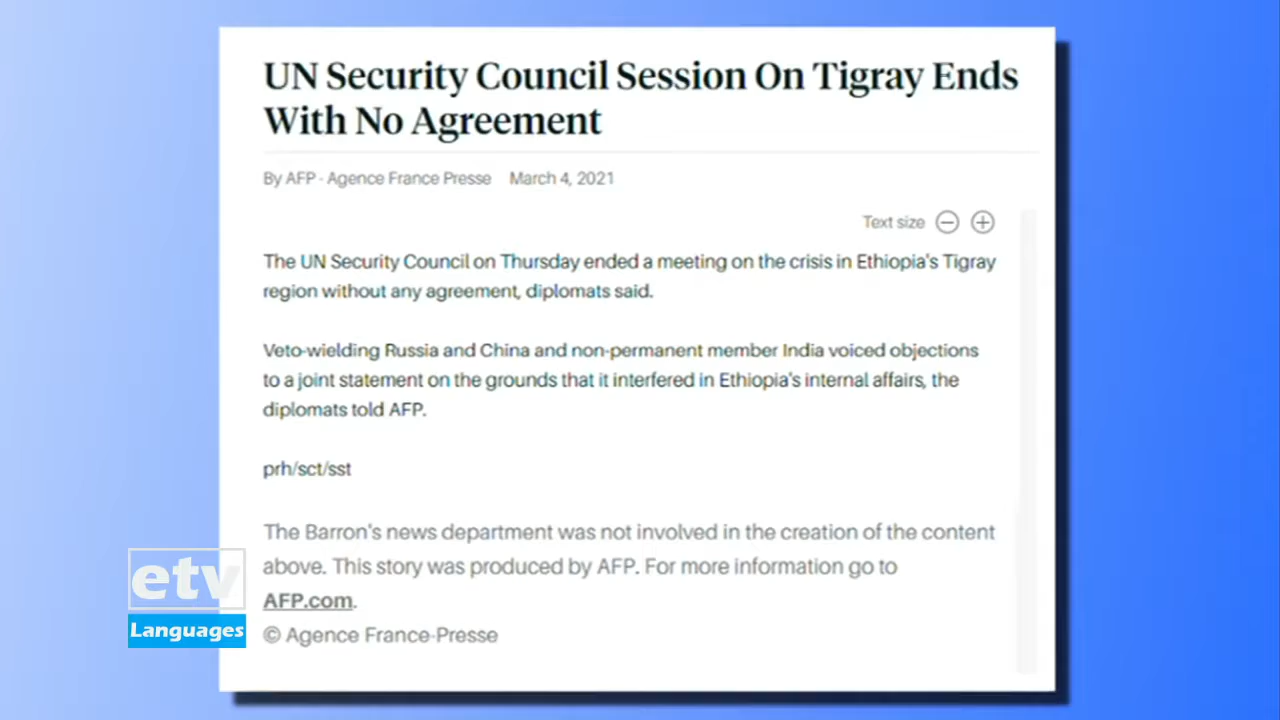 UN Security Council Session On Tigray Ends
With No Agreement
By AFP - Agence France Presse March 4, 2021
Text size
The UN Security Council on Thursday ended a meeting on the crisis in Ethiopia's Tigray
region without any agreement, diplomats said.
Veto-wielding Russia and China and non-permanent member India voiced objections
to a joint statement on the grounds that it interfered in Ethiopia's internal affairs, the
diplomats told AFP.
prh/sct/sst
The Barron's news department was not involved in the creation of the content
above. This story was produced by AFP. For more information go to
AFP.com.
© Agence France-Presse
etv
Languages